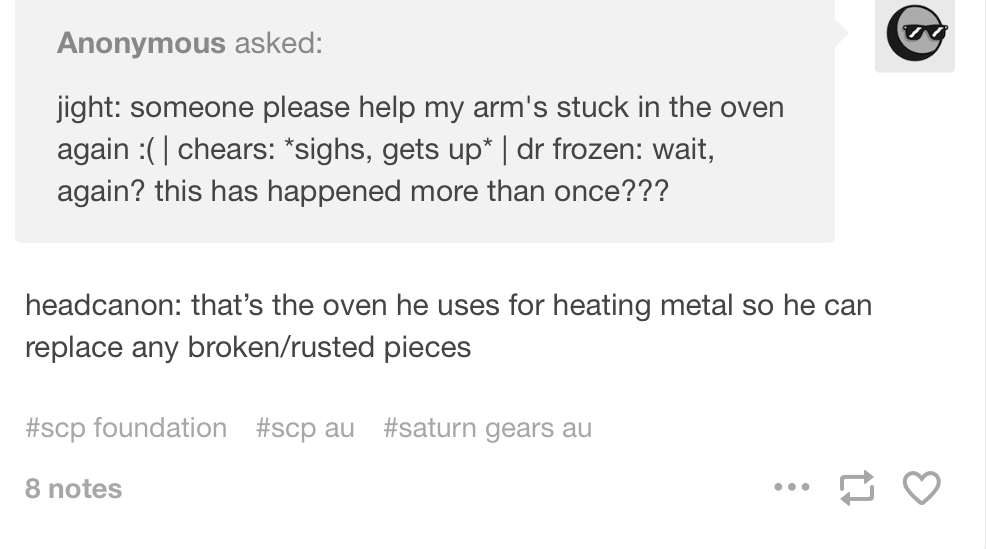 Anonymous asked:
jight: someone please help my arm's stuck in the oven
again :( | chears: *sighs, gets up* | dr frozen: wait,
again? this has happened more than once???
headcanon: that’s the oven he uses for heating metal so he can
replace any broken/rusted pieces
#scp foundation #scp au #saturn gears au
8 notes